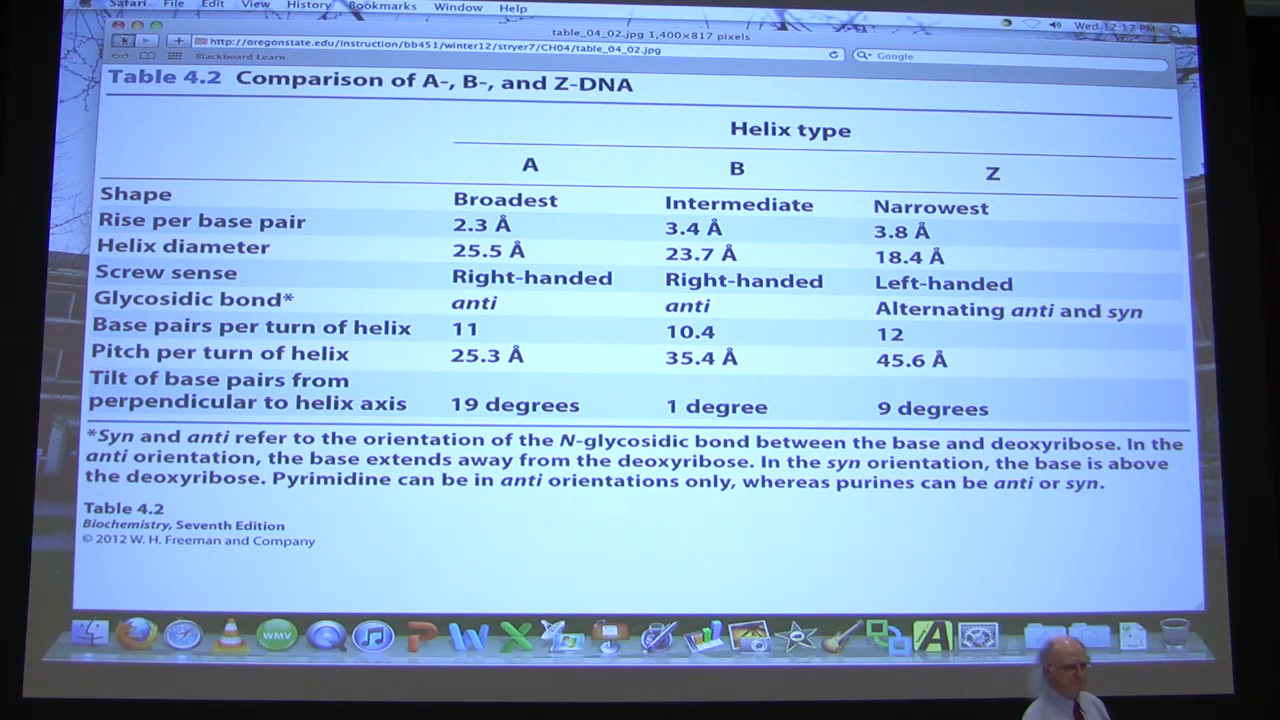 Safari File Edit View History Bookmarks Window Help Wed 12:17 PM
table_04_02.jpg 1,400×817 pixels
http://oregonstate.edu/instruction/bb451/winter12/stryer7/CH04/table_04_02.jpg Google
Blackboard Learn
Table 4.2 Comparison of A-, B-, and Z-DNA
Helix type
A B Z
Shape Broadest Intermediate Narrowest
Rise per base pair 2.3 Å 3.4 Å 3.8 Å
Helix diameter 25.5 Å 23.7 Å 18.4 Å
Screw sense Right-handed Right-handed Left-handed
Glycosidic bond* anti anti Alternating anti and syn
Base pairs per turn of helix 11 10.4 12
Pitch per turn of helix 25.3 Å 35.4 Å 45.6 Å
Tilt of base pairs from
perpendicular to helix axis 19 degrees 1 degree 9 degrees
*Syn and anti refer to the orientation of the N-glycosidic bond between the base and deoxyribose. In the
anti orientation, the base extends away from the deoxyribose. In the syn orientation, the base is above
the deoxyribose. Pyrimidine can be in anti orientations only, whereas purines can be anti or syn.
Table 4.2
Biochemistry, Seventh Edition
© 2012 W. H. Freeman and Company
WMV